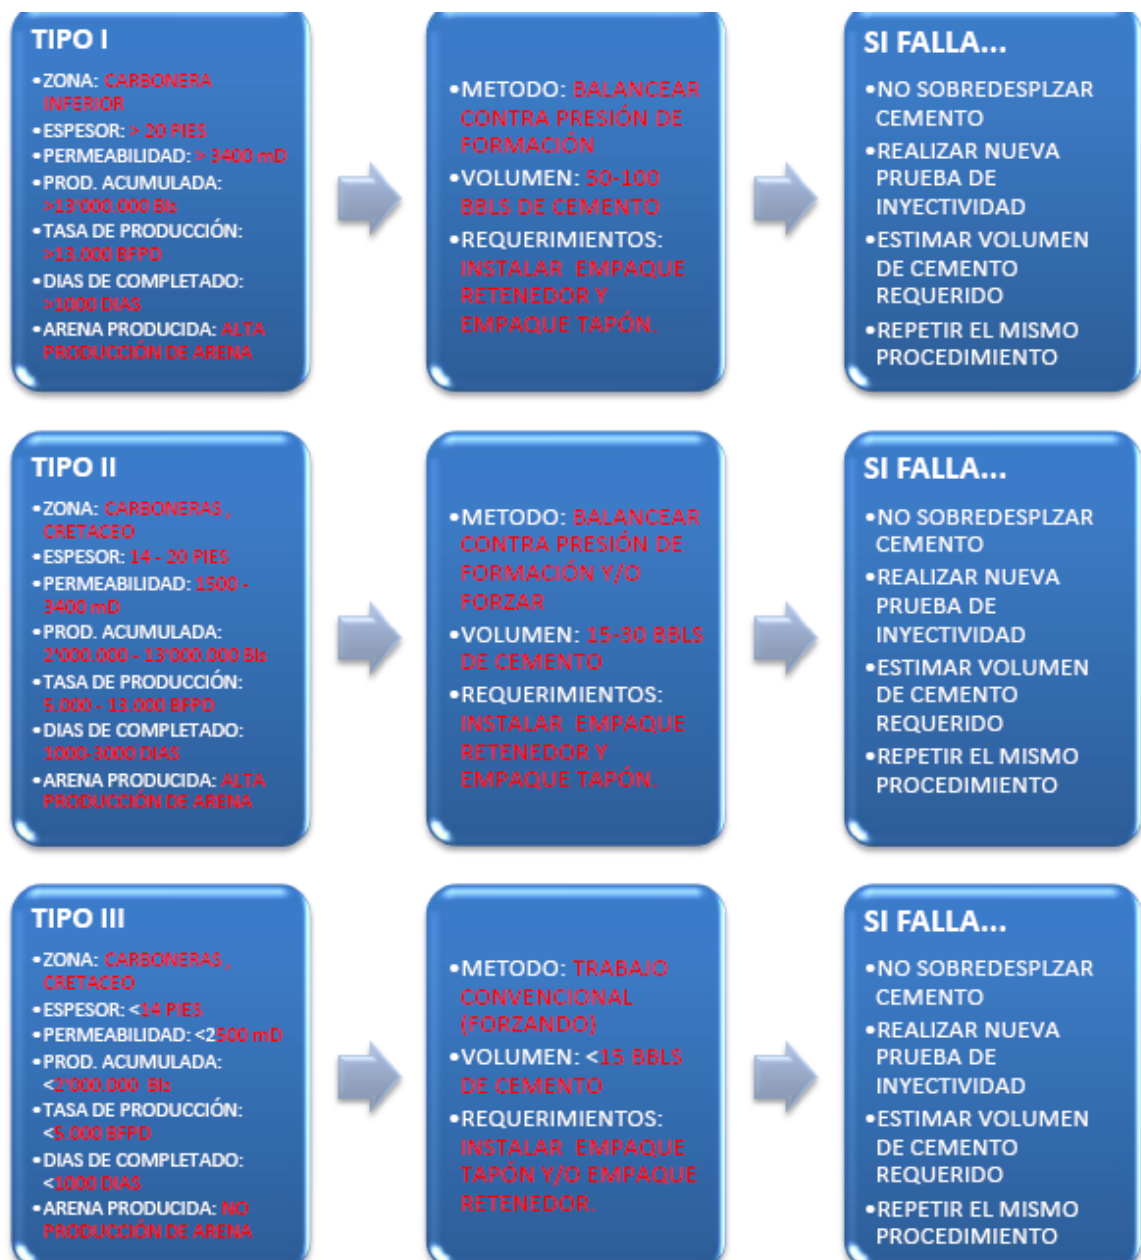 TIPO I
•ZONA: CARBONERA
INFERIOR
•ESPESOR: > 20 PIES
•PERMEABILIDAD: > 3400 mD
•PROD. ACUMULADA:
>13'000.000 Bls
•TASA DE PRODUCCIÓN:
>13.000 BFPD
•DIAS DE COMPLETADO:
>1000 DIAS
•ARENA PRODUCIDA: ALTA
PRODUCCIÓN DE ARENA
•METODO: BALANCEAR
CONTRA PRESIÓN DE
FORMACIÓN
•VOLUMEN: 50-100
BBLS DE CEMENTO
•REQUERIMIENTOS:
INSTALAR EMPAQUE
RETENEDOR Y
EMPAQUE TAPÓN.
SI FALLA...
•NO SOBREDESPLZAR
CEMENTO
•REALIZAR NUEVA
PRUEBA DE
INYECTIVIDAD
•ESTIMAR VOLUMEN
DE CEMENTO
REQUERIDO
•REPETIR EL MISMO
PROCEDIMIENTO
TIPO II
•ZONA: CARBONERAS ,
CRETACEO
•ESPESOR: 14 - 20 PIES
•PERMEABILIDAD: 1500 -
3400 mD
•PROD. ACUMULADA:
2'000.000 - 13'000.000 Bls
•TASA DE PRODUCCIÓN:
5.000 - 13.000 BFPD
•DIAS DE COMPLETADO:
1000-3000 DIAS
•ARENA PRODUCIDA: ALTA
PRODUCCIÓN DE ARENA
•METODO: BALANCEAR
CONTRA PRESIÓN DE
FORMACIÓN Y/O
FORZAR
•VOLUMEN: 15-30 BBLS
DE CEMENTO
•REQUERIMIENTOS:
INSTALAR EMPAQUE
RETENEDOR Y
EMPAQUE TAPÓN.
SI FALLA...
•NO SOBREDESPLZAR
CEMENTO
•REALIZAR NUEVA
PRUEBA DE
INYECTIVIDAD
•ESTIMAR VOLUMEN
DE CEMENTO
REQUERIDO
•REPETIR EL MISMO
PROCEDIMIENTO
TIPO III
•ZONA: CARBONERAS ,
CRETACEO
•ESPESOR: <14 PIES
•PERMEABILIDAD: <2500 mD
•PROD. ACUMULADA:
<2'000.000 Bls
•TASA DE PRODUCCIÓN:
<5.000 BFPD
•DIAS DE COMPLETADO:
<1000 DIAS
•ARENA PRODUCIDA: NO
PRODUCCIÓN DE ARENA
•METODO: TRABAJO
CONVENCIONAL
(FORZANDO)
•VOLUMEN: <15 BBLS
DE CEMENTO
•REQUERIMIENTOS:
INSTALAR EMPAQUE
TAPÓN Y/O EMPAQUE
RETENEDOR.
SI FALLA...
•NO SOBREDESPLZAR
CEMENTO
•REALIZAR NUEVA
PRUEBA DE
INYECTIVIDAD
•ESTIMAR VOLUMEN
DE CEMENTO
REQUERIDO
•REPETIR EL MISMO
PROCEDIMIENTO